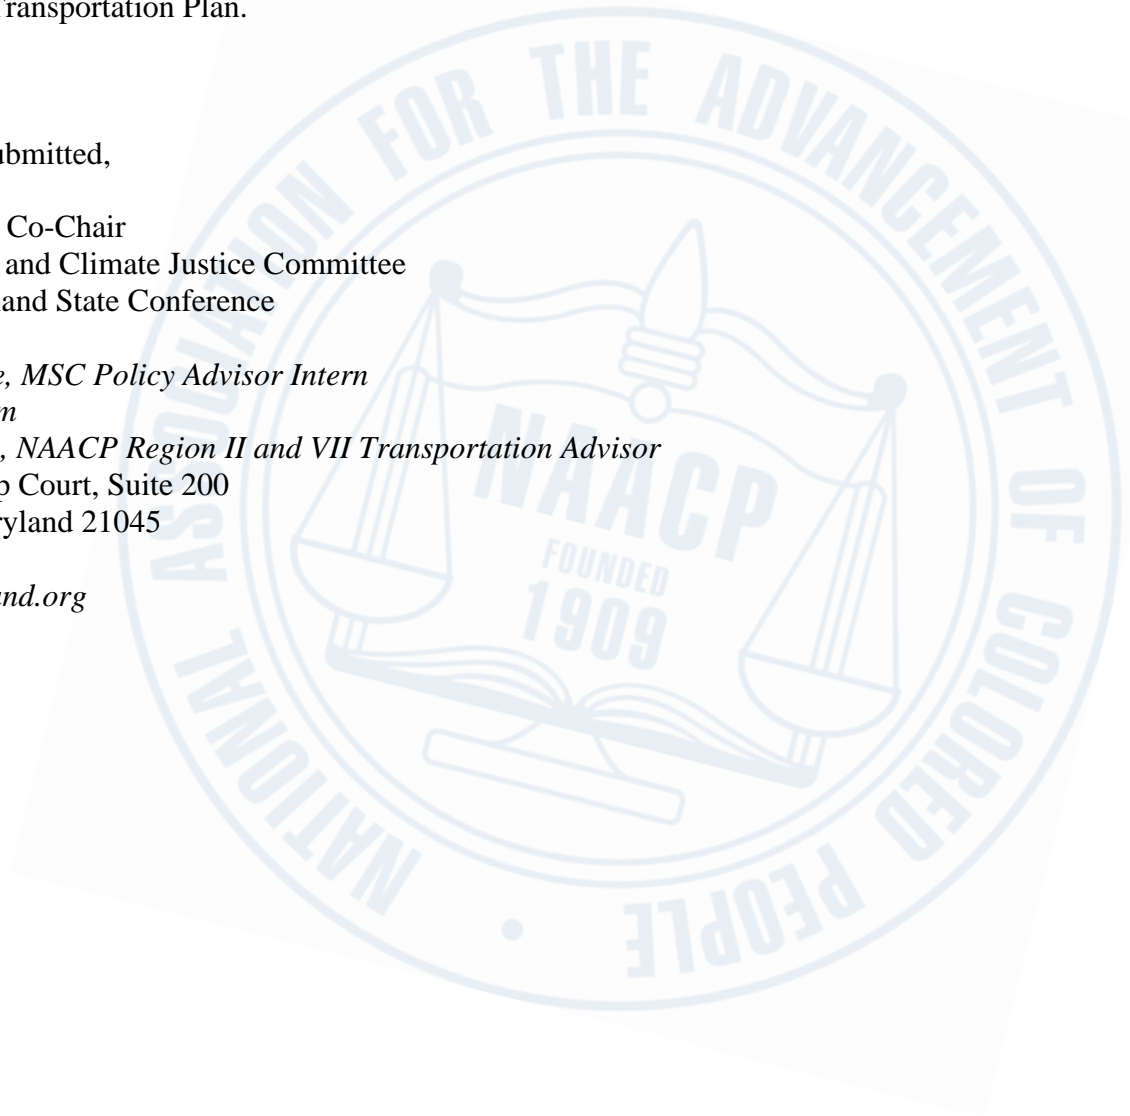 Transportation Plan.
ubmitted,
Co-Chair
and Climate Justice Committee
and State Conference
e, MSC Policy Advisor Intern
m
, NAACP Region II and VII Transportation Advisor
p Court, Suite 200
ryland 21045
and.org
NATIONAL ASSOCIATION FOR THE ADVANCEMENT OF COLORED PEOPLE
NAACP
FOUNDED
1909